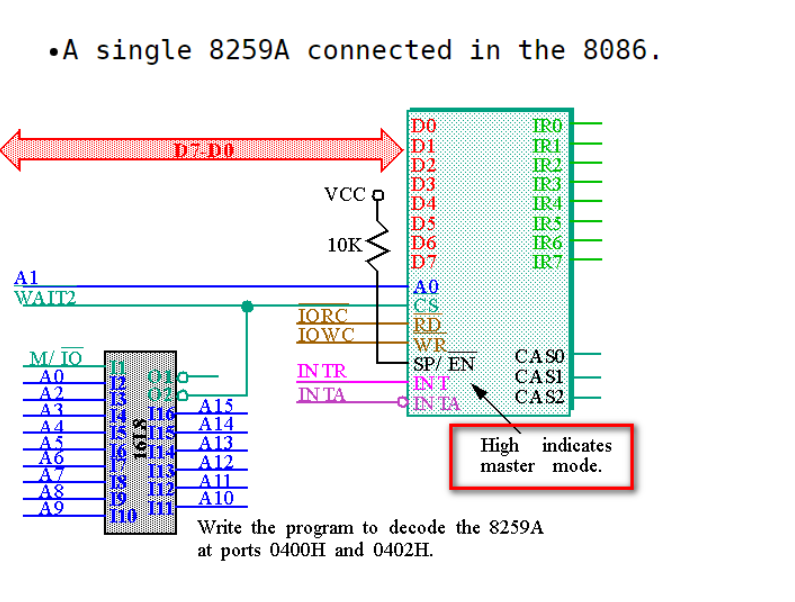 •A single 8259A connected in the 8086.
D7-D0
VCC
10K
A1
WAIT2
IORC
IOWC
INTR
INTA
D0
D1
D2
D3
D4
D5
D6
D7
A0
CS
RD
WR
SP/ EN
INT
INTA
IR0
IR1
IR2
IR3
IR4
IR5
IR6
IR7
CAS0
CAS1
CAS2
M/ IO
A0
A2
A3
A4
A5
A6
A7
A8
A9
I1
I2
I3
I4
I5
I6
I7
I8
I9
I10
16L8
O1
O2
I16
I15
I14
I13
I12
I11
A15
A14
A13
A12
A11
A10
High indicates
master mode.
Write the program to decode the 8259A
at ports 0400H and 0402H.